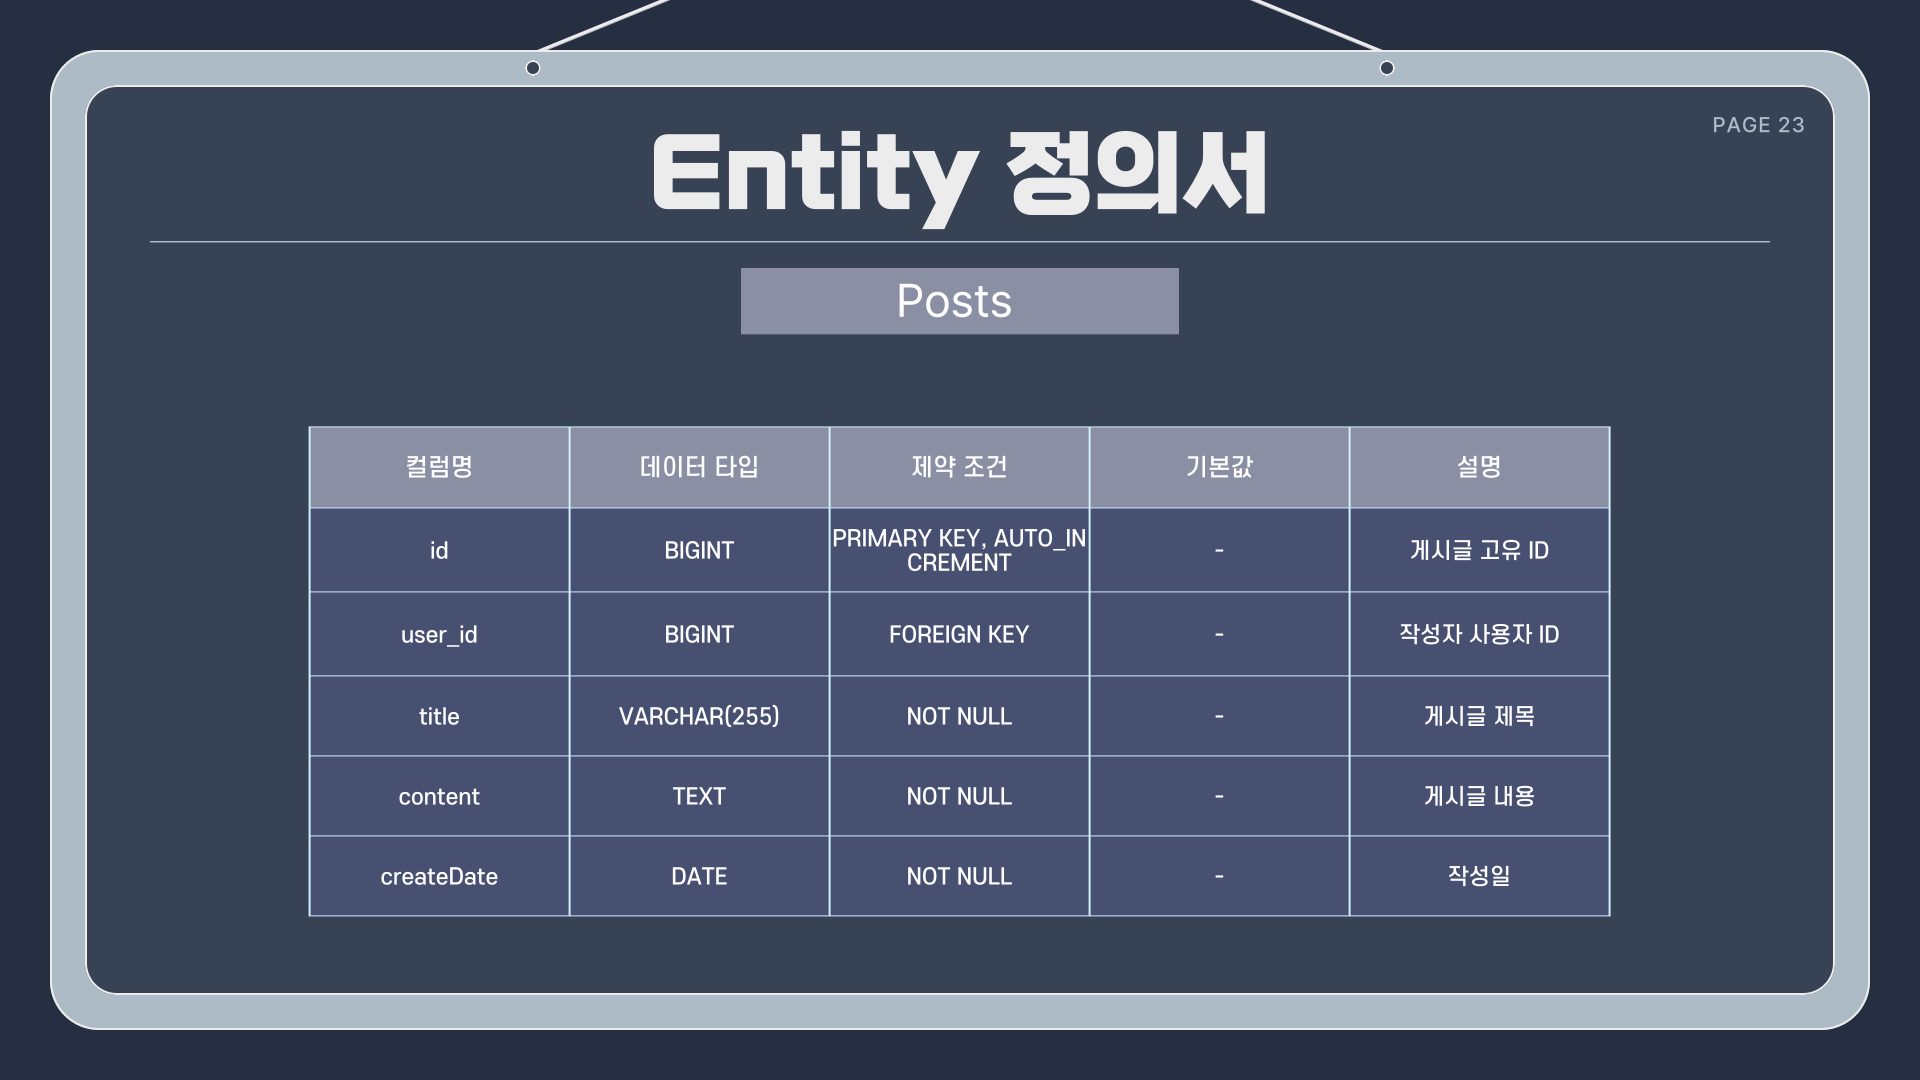 PAGE 23
Entity 정의서
Posts
컬럼명 데이터 타입 제약 조건 기본값 설명
id BIGINT PRIMARY KEY, AUTO_IN
CREMENT - 게시글 고유 ID
user_id BIGINT FOREIGN KEY - 작성자 사용자 ID
title VARCHAR(255) NOT NULL - 게시글 제목
content TEXT NOT NULL - 게시글 내용
createDate DATE NOT NULL - 작성일